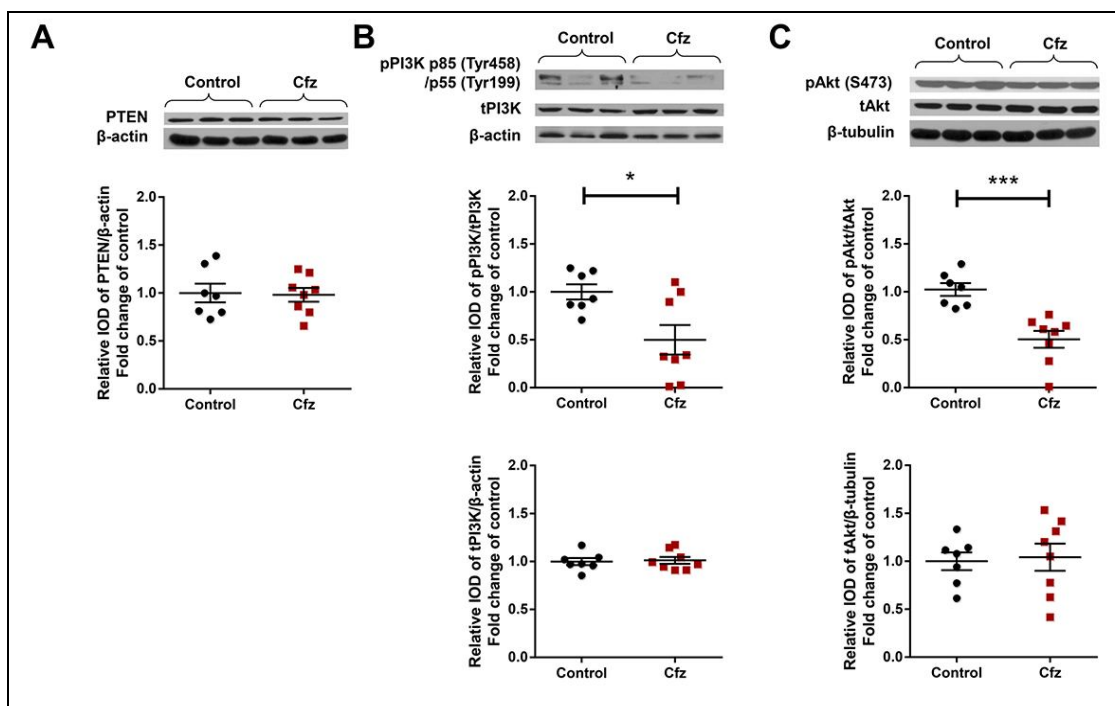 A
Control Cfz
PTEN
β-actin
Relative IOD of PTEN/β-actin
Fold change of control
2.0
1.5
1.0
0.5
0.0
Control Cfz
B
Control Cfz
pPI3K p85 (Tyr458)
/p55 (Tyr199)
tPI3K
β-actin
Relative IOD of pPI3K/tPI3K
Fold change of control
2.0
1.5
1.0
0.5
0.0
*
Control Cfz
Relative IOD of tPI3K/β-actin
Fold change of control
2.0
1.5
1.0
0.5
0.0
Control Cfz
C
Control Cfz
pAkt (S473)
tAkt
β-tubulin
Relative IOD of pAkt/tAkt
Fold change of control
2.0
1.5
1.0
0.5
0.0
***
Control Cfz
Relative IOD of tAkt/β-tubulin
Fold change of control
2.0
1.5
1.0
0.5
0.0
Control Cfz